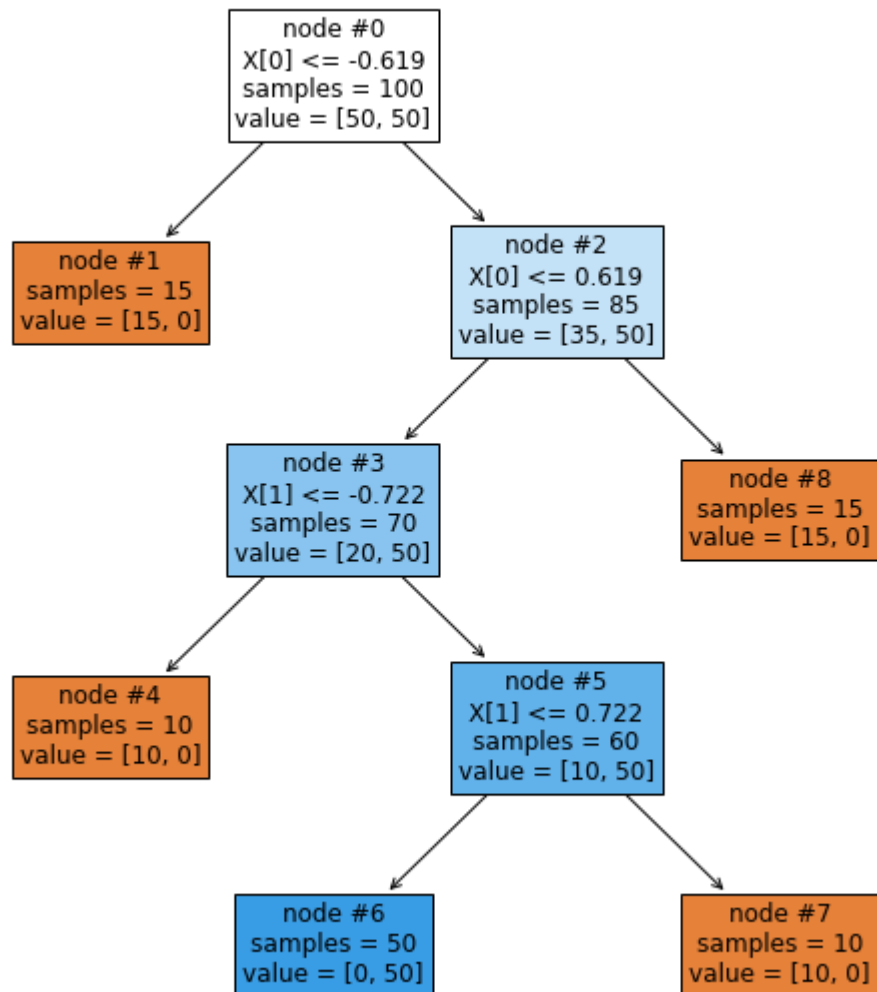 node #0
X[0] <= -0.619
samples = 100
value = [50, 50]
node #1
samples = 15
value = [15, 0]
node #2
X[0] <= 0.619
samples = 85
value = [35, 50]
node #3
X[1] <= -0.722
samples = 70
value = [20, 50]
node #8
samples = 15
value = [15, 0]
node #4
samples = 10
value = [10, 0]
node #5
X[1] <= 0.722
samples = 60
value = [10, 50]
node #6
samples = 50
value = [0, 50]
node #7
samples = 10
value = [10, 0]